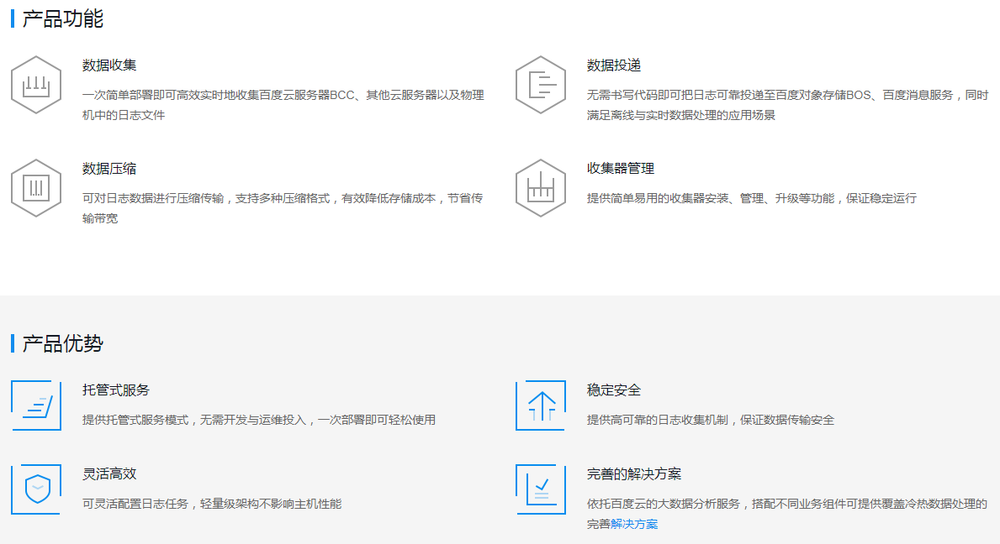 产品功能
数据收集
一次简单部署即可高效实时地收集百度云服务器BCC、其他云服务器以及物理
机中的日志文件
数据投递
无需书写代码即可把日志可靠投递至百度对象存储BOS、百度消息服务，同时
满足离线与实时数据处理的应用场景
数据压缩
可对日志数据进行压缩传输，支持多种压缩格式，有效降低存储成本，节省传
输带宽
收集器管理
提供简单易用的收集器安装、管理、升级等功能，保证稳定运行
产品优势
托管式服务
提供托管式服务模式，无需开发与运维投入，一次部署即可轻松使用
稳定安全
提供高可靠的日志收集机制，保证数据传输安全
灵活高效
可灵活配置日志任务，轻量级架构不影响主机性能
完善的解决方案
依托百度云的大数据分析服务，搭配不同业务组件可提供覆盖冷热数据处理的
完善解决方案